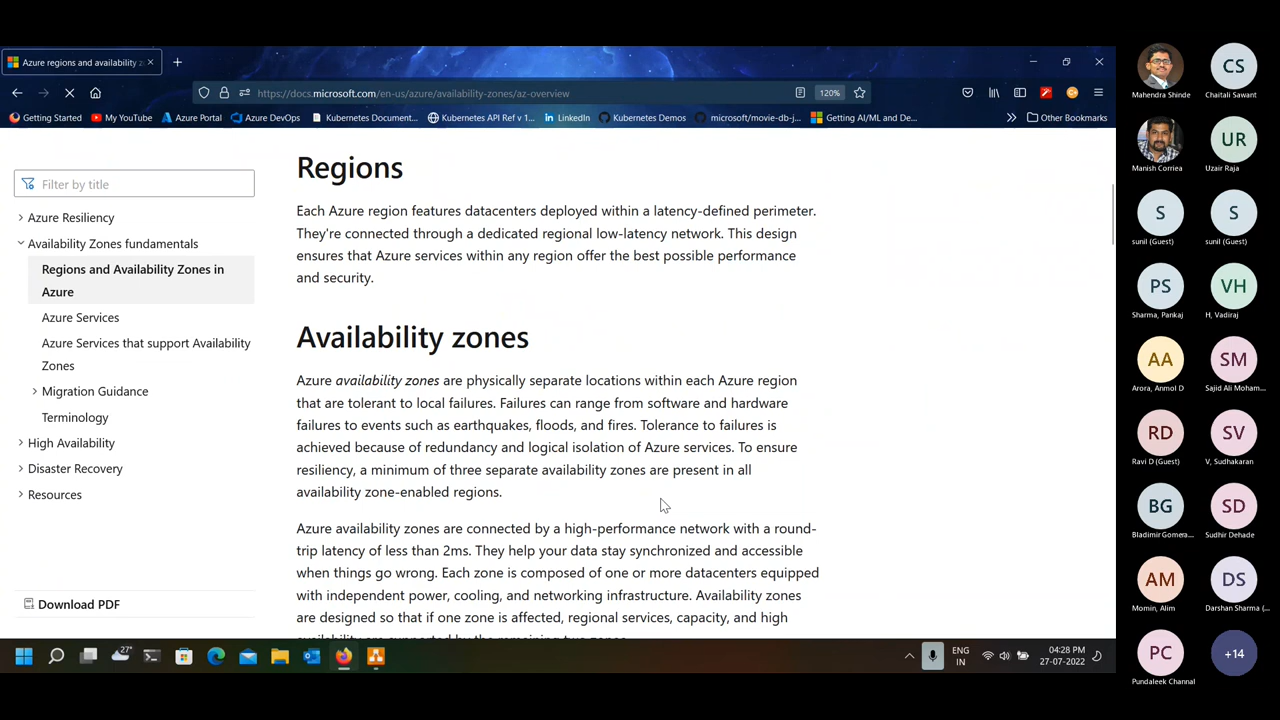 Azure regions and availability z
https://docs.microsoft.com/en-us/azure/availability-zones/az-overview
120%
Getting Started
My YouTube
Azure Portal
Azure DevOps
Kubernetes Document...
Kubernetes API Ref v 1...
LinkedIn
Kubernetes Demos
microsoft/movie-db-j...
Getting AI/ML and De...
Other Bookmarks
Filter by title
Azure Resiliency
Availability Zones fundamentals
Regions and Availability Zones in
Azure
Azure Services
Azure Services that support Availability
Zones
Migration Guidance
Terminology
High Availability
Disaster Recovery
Resources
Download PDF
Regions
Each Azure region features datacenters deployed within a latency-defined perimeter.
They're connected through a dedicated regional low-latency network. This design
ensures that Azure services within any region offer the best possible performance
and security.
Availability zones
Azure availability zones are physically separate locations within each Azure region
that are tolerant to local failures. Failures can range from software and hardware
failures to events such as earthquakes, floods, and fires. Tolerance to failures is
achieved because of redundancy and logical isolation of Azure services. To ensure
resiliency, a minimum of three separate availability zones are present in all
availability zone-enabled regions.
Azure availability zones are connected by a high-performance network with a round-
trip latency of less than 2ms. They help your data stay synchronized and accessible
when things go wrong. Each zone is composed of one or more datacenters equipped
with independent power, cooling, and networking infrastructure. Availability zones
are designed so that if one zone is affected, regional services, capacity, and high
availability are supported by the remaining two zones.
27°
ENG
IN
04:28 PM
27-07-2022
Mahendra Shinde
CS
Chaitali Sawant
Manish Corriea
UR
Uzair Raja
S
sunil (Guest)
S
sunil (Guest)
PS
Sharma, Pankaj
VH
H, Vadiraj
AA
Arora, Anmol D
SM
Sajid Ali Moham...
RD
Ravi D (Guest)
SV
V, Sudhakaran
BG
Bladimir Gomera...
SD
Sudhir Dehade
AM
Momin, Alim
DS
Darshan Sharma (...
PC
Pundaleek Channal
+14